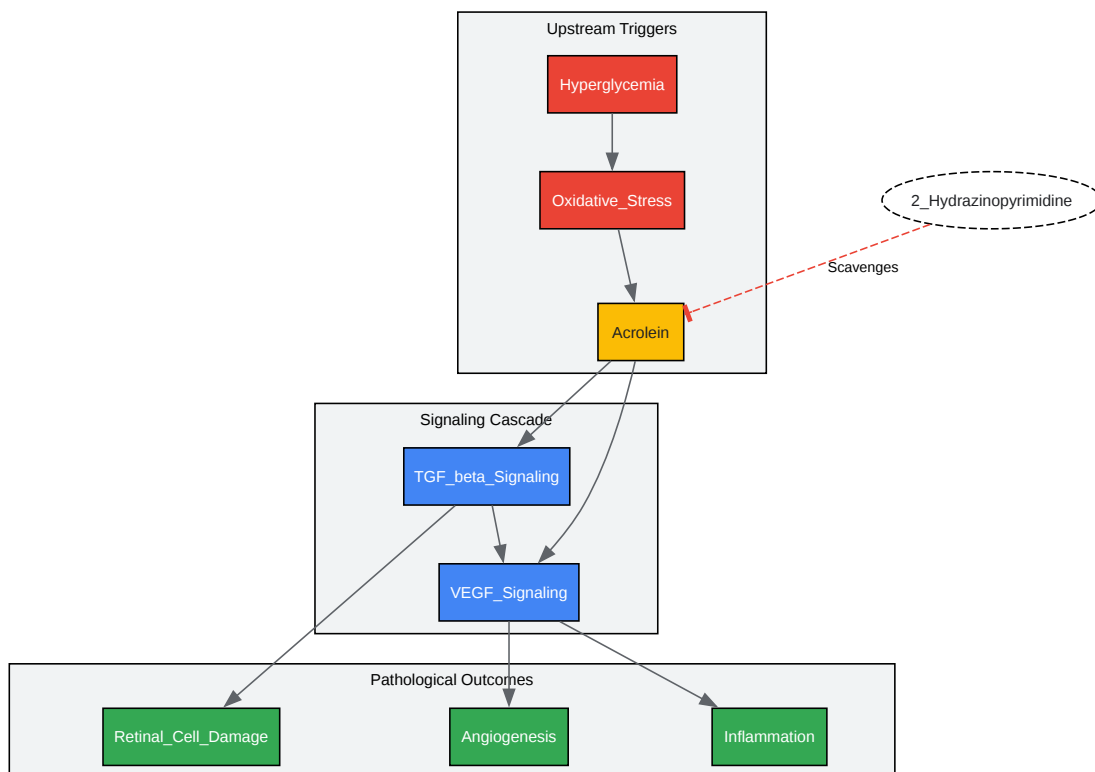 Upstream Triggers
Hyperglycemia
Oxidative_Stress
2_Hydrazinopyrimidine
Scavenges
Acrolein
Signaling Cascade
TGF_beta_Signaling
VEGF_Signaling
Pathological Outcomes
Retinal_Cell_Damage
Angiogenesis
Inflammation